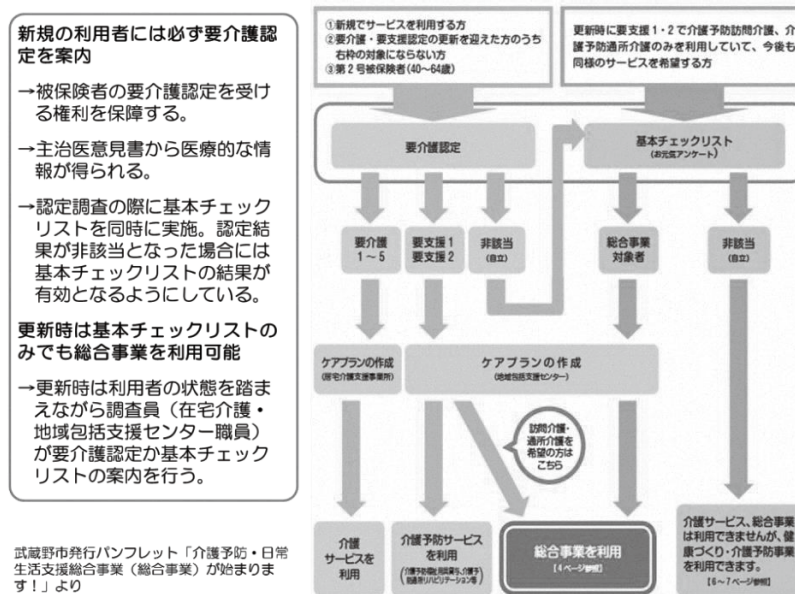 新規の利用者には必ず要介護認
定を案内
→被保険者の要介護認定を受け
る権利を保障する。
→主治医意見書から医療的な情
報が得られる。
→認定調査の際に基本チェック
リストを同時に実施。認定結
果が非該当となった場合には
基本チェックリストの結果が
有効となるようにしている。
更新時は基本チェックリストの
みでも総合事業を利用可能
→更新時は利用者の状態を踏ま
えながら調査員（在宅介護・
地域包括支援センター職員）
が要介護認定か基本チェック
リストの案内を行う。
武蔵野市発行パンフレット「介護予防・日常
生活支援総合事業（総合事業）が始まりま
す！」より
①新規でサービスを利用する方
②要介護・要支援認定の更新を迎えた方のうち
右枠の対象にならない方
③第2号被保険者(40～64歳)
更新時に要支援1・2で介護予防訪問介護、介
護予防通所介護のみを利用していて、今後も
同様のサービスを希望する方
要介護認定
基本チェックリスト
(お元気アンケート)
要介護
1～5
要支援1
要支援2
非該当
(自立)
総合事業
対象者
非該当
(自立)
ケアプランの作成
(居宅介護支援事業所)
ケアプランの作成
(地域包括支援センター)
訪問介護・
通所介護を
希望の方は
こちら
介護
サービスを
利用
介護予防サービス
を利用
(介護予防福祉用具貸与、介護予
防通所リハビリテーション等)
総合事業を利用
【4ページ参照】
介護サービス、総合事業
は利用できませんが、健
康づくり・介護予防事業
を利用できます。
【6～7ページ参照】